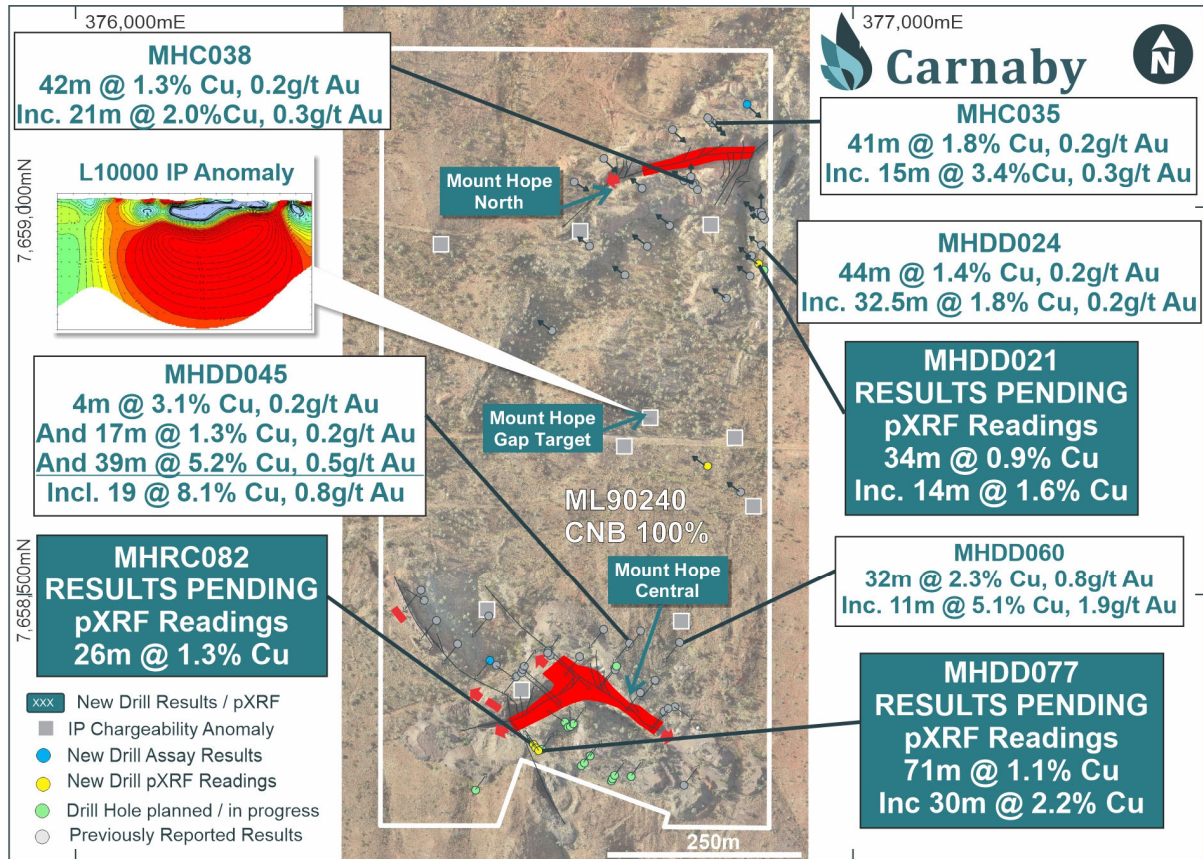 376,000mE
377,000mE
MHC038
42m @ 1.3% Cu, 0.2g/t Au
Inc. 21m @ 2.0%Cu, 0.3g/t Au
Carnaby
N
MHC035
41m @ 1.8% Cu, 0.2g/t Au
Inc. 15m @ 3.4%Cu, 0.3g/t Au
L10000 IP Anomaly
7,659,000mN
Mount Hope
North
MHDD024
44m @ 1.4% Cu, 0.2g/t Au
Inc. 32.5m @ 1.8% Cu, 0.2g/t Au
MHDD045
4m @ 3.1% Cu, 0.2g/t Au
And 17m @ 1.3% Cu, 0.2g/t Au
And 39m @ 5.2% Cu, 0.5g/t Au
Incl. 19 @ 8.1% Cu, 0.8g/t Au
Mount Hope
Gap Target
MHDD021
RESULTS PENDING
pXRF Readings
34m @ 0.9% Cu
Inc. 14m @ 1.6% Cu
ML90240
CNB 100%
7,658,500mN
MHRC082
RESULTS PENDING
pXRF Readings
26m @ 1.3% Cu
Mount Hope
Central
MHDD060
32m @ 2.3% Cu, 0.8g/t Au
Inc. 11m @ 5.1% Cu, 1.9g/t Au
MHDD077
RESULTS PENDING
pXRF Readings
71m @ 1.1% Cu
Inc 30m @ 2.2% Cu
XXX New Drill Results / pXRF
IP Chargeability Anomaly
New Drill Assay Results
New Drill pXRF Readings
Drill Hole planned / in progress
Previously Reported Results
250m